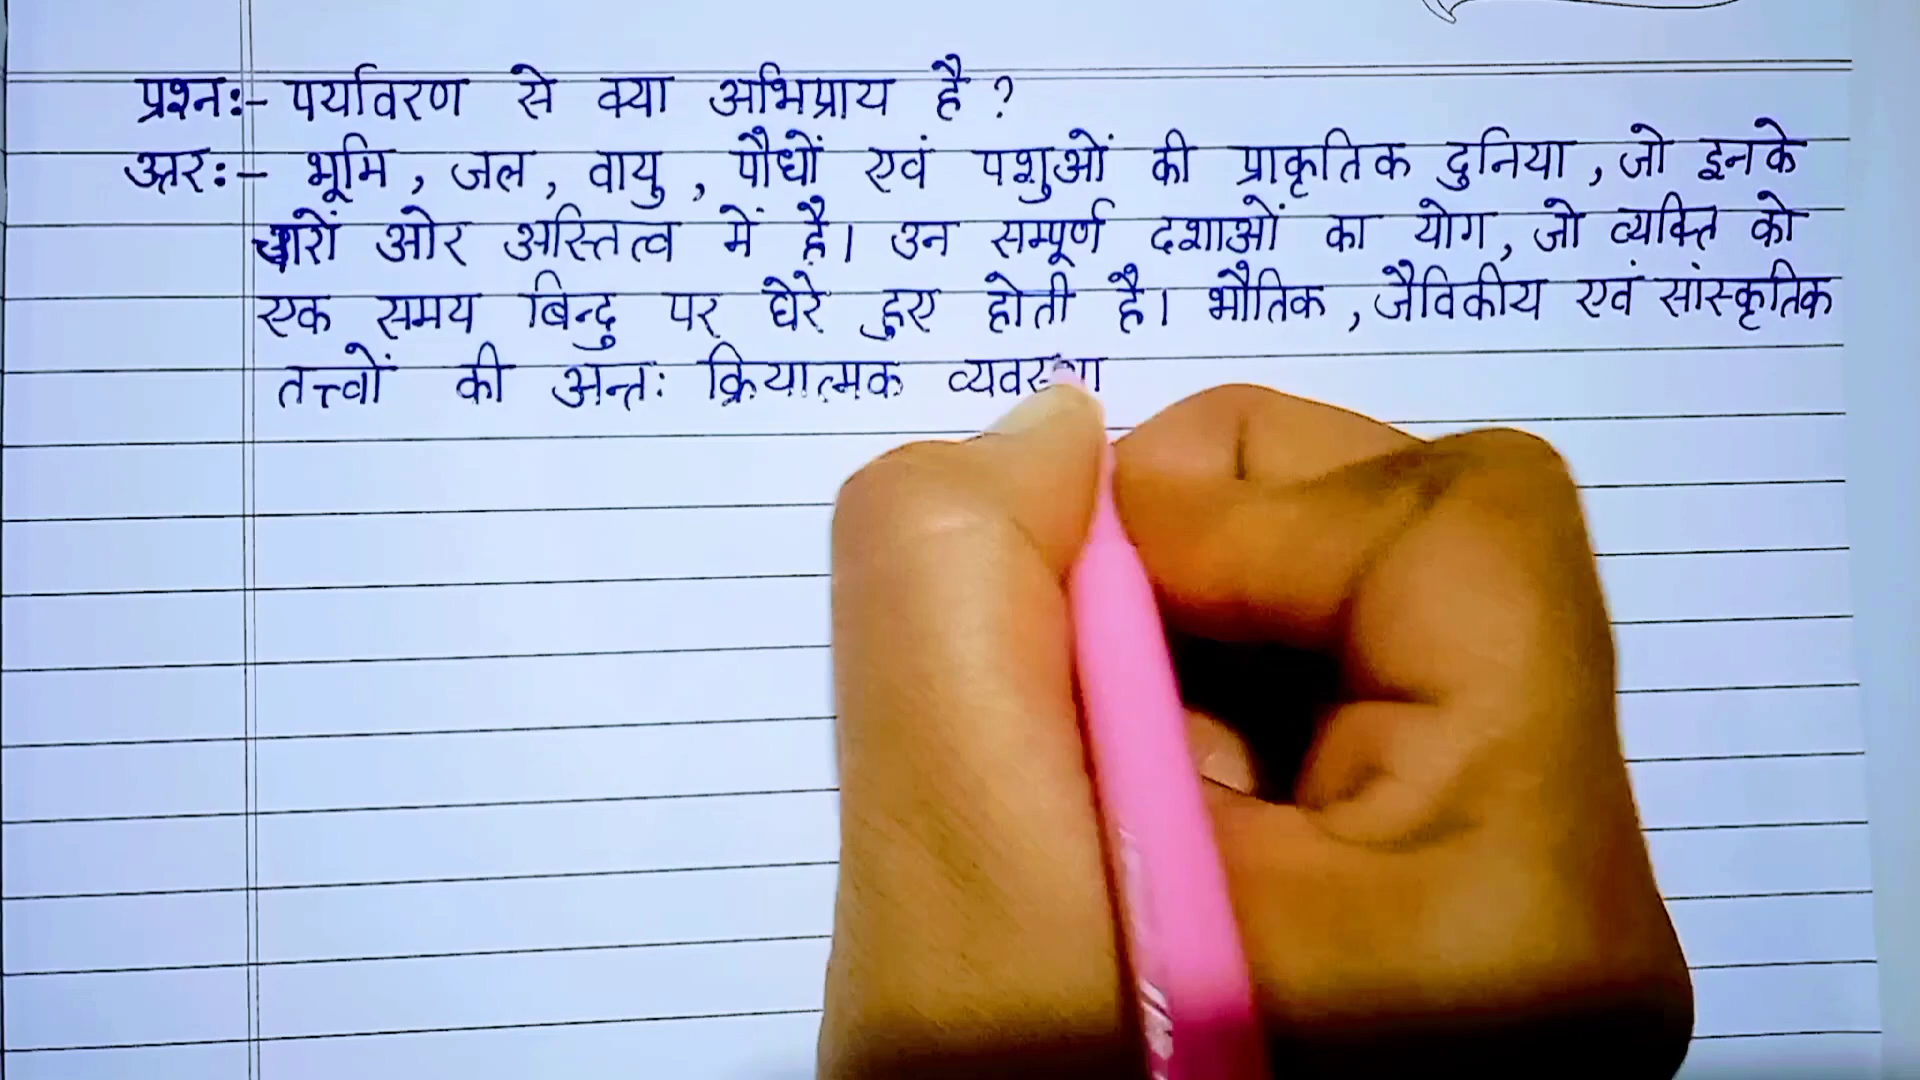 प्रश्नः- पर्यावरण से क्या अभिप्राय है ?
उत्तरः- भूमि, जल, वायु, पौधों एवं पशुओं की प्राकृतिक दुनिया, जो इनके
चारों ओर अस्तित्व में है। उन सम्पूर्ण दशाओं का योग, जो व्यक्ति को
एक समय बिन्दु पर घेरे हुए होती है। भौतिक, जैविकीय एवं सांस्कृतिक
तत्त्वों की अन्तः क्रियात्मक व्यवस्था